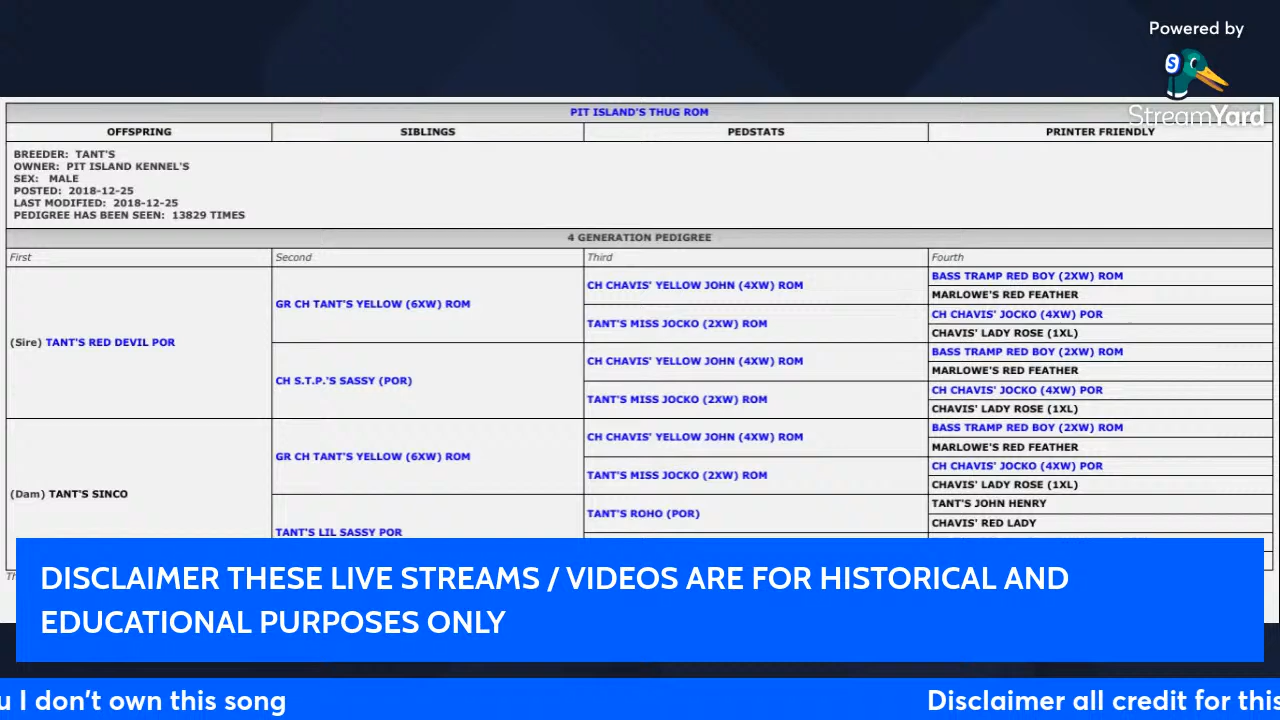 Powered by
StreamYard
PIT ISLAND'S THUG ROM
OFFSPRING SIBLINGS PEDSTATS PRINTER FRIENDLY
BREEDER: TANT'S
OWNER: PIT ISLAND KENNEL'S
SEX: MALE
POSTED: 2018-12-25
LAST MODIFIED: 2018-12-25
PEDIGREE HAS BEEN SEEN: 13829 TIMES
4 GENERATION PEDIGREE
First Second Third Fourth
BASS TRAMP RED BOY (2XW) ROM
CH CHAVIS' YELLOW JOHN (4XW) ROM
MARLOWE'S RED FEATHER
GR CH TANT'S YELLOW (6XW) ROM
CH CHAVIS' JOCKO (4XW) POR
TANT'S MISS JOCKO (2XW) ROM
CHAVIS' LADY ROSE (1XL)
(Sire) TANT'S RED DEVIL POR
BASS TRAMP RED BOY (2XW) ROM
CH CHAVIS' YELLOW JOHN (4XW) ROM
MARLOWE'S RED FEATHER
CH S.T.P.'S SASSY (POR)
CH CHAVIS' JOCKO (4XW) POR
TANT'S MISS JOCKO (2XW) ROM
CHAVIS' LADY ROSE (1XL)
BASS TRAMP RED BOY (2XW) ROM
CH CHAVIS' YELLOW JOHN (4XW) ROM
MARLOWE'S RED FEATHER
GR CH TANT'S YELLOW (6XW) ROM
CH CHAVIS' JOCKO (4XW) POR
TANT'S MISS JOCKO (2XW) ROM
CHAVIS' LADY ROSE (1XL)
(Dam) TANT'S SINCO
TANT'S JOHN HENRY
TANT'S ROHO (POR)
CHAVIS' RED LADY
TANT'S LIL SASSY POR
DISCLAIMER THESE LIVE STREAMS / VIDEOS ARE FOR HISTORICAL AND
EDUCATIONAL PURPOSES ONLY
u I don't own this song Disclaimer all credit for this